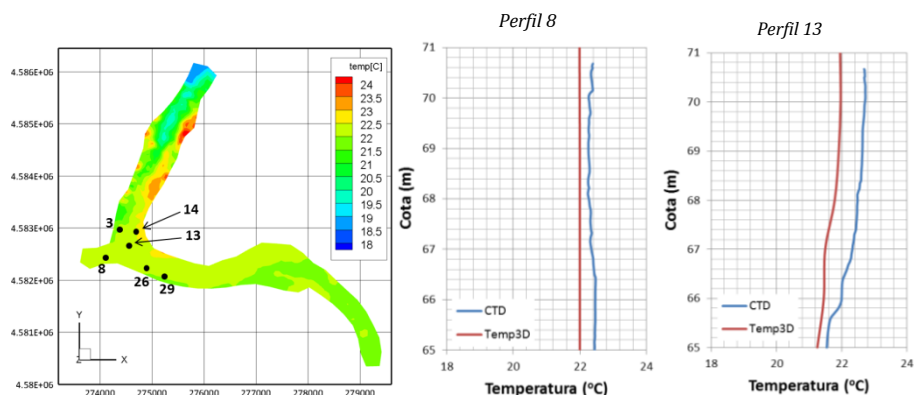 Perfil 8
Perfil 13
4.586E+06
4.585E+06
4.584E+06
4.583E+06
4.582E+06
4.581E+06
4.58E+06
274000 275000 276000 277000 278000 279000
temp[C]
24
23.5
23
22.5
22
21.5
21
20.5
20
19.5
19
18.5
18
3
14
13
8
26
29
Y
Z X
Cota (m)
71
70
69
68
67
66
65
CTD
Temp3D
18 20 22 24
Temperatura (ºC)
Cota (m)
71
70
69
68
67
66
65
CTD
Temp3D
18 20 22 24
Temperatura (ºC)